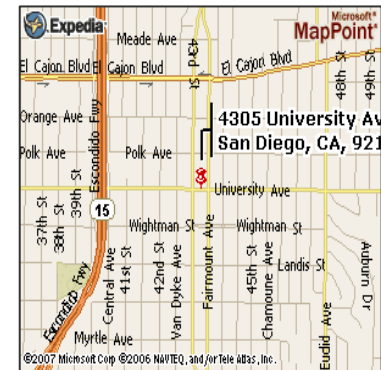 Expedia
Microsoft®
MapPoint®
Meade Ave
43rd St
El Cajon Blvd
El Cajon Blvd
El Cajon Blvd
48th St
49th St
Orange Ave
4305 University Av
San Diego, CA, 921
Polk Ave
Polk Ave
Escondido Fwy
39th St
University Ave
15
37th St
38th St
Wightman St
Wightman St
Central Ave
41st St
42nd St
Van Dyke Ave
Fairmount Ave
45th St
Chamoune Ave
Landis St
Auburn Dr
Escondido Fwy
Euclid Ave
Myrtle Ave
©2007 Microsoft Corp ©2006 NAVTEQ, and/or Tele Atlas, Inc.